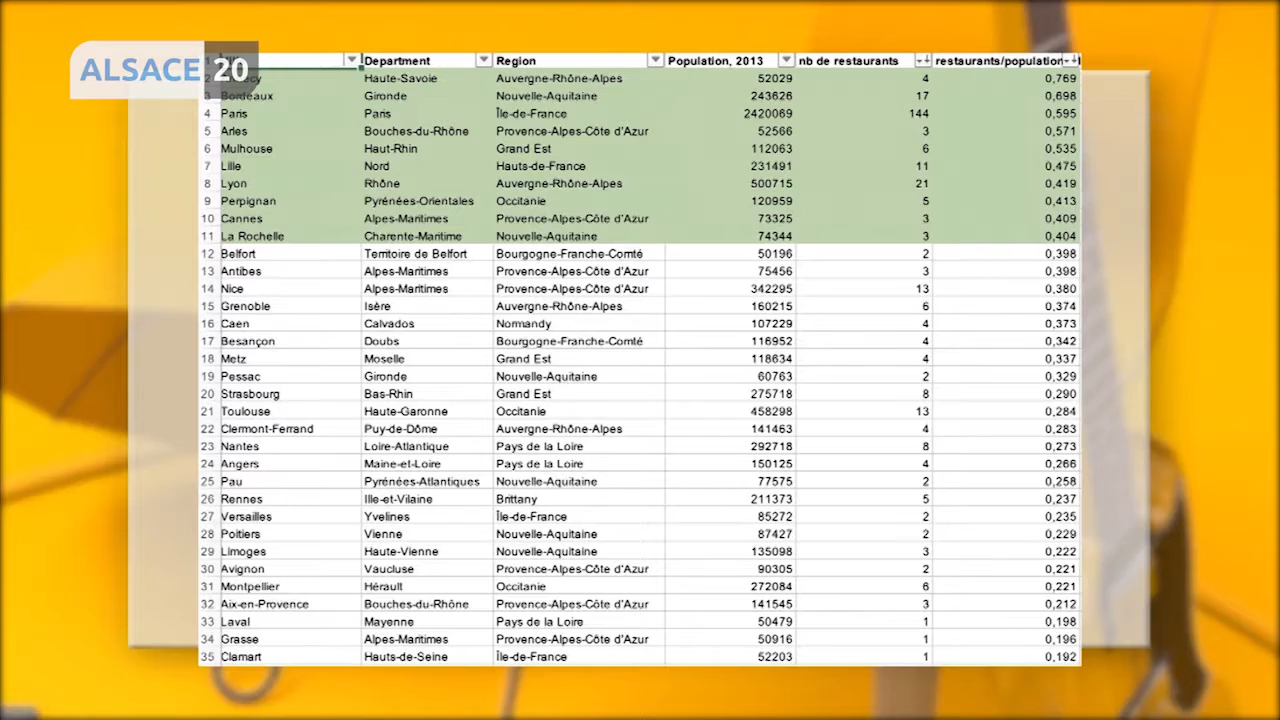 ALSACE 20
Department Region Population, 2013 nb de restaurants restaurants/population
Haute-Savoie Auvergne-Rhône-Alpes 52029 4 0,769
3 Bordeaux Gironde Nouvelle-Aquitaine 243626 17 0,698
4 Paris Paris Île-de-France 2420069 144 0,595
5 Arles Bouches-du-Rhône Provence-Alpes-Côte d'Azur 52566 3 0,571
6 Mulhouse Haut-Rhin Grand Est 112063 6 0,535
7 Lille Nord Hauts-de-France 231491 11 0,475
8 Lyon Rhône Auvergne-Rhône-Alpes 500715 21 0,419
9 Perpignan Pyrénées-Orientales Occitanie 120959 5 0,413
10 Cannes Alpes-Maritimes Provence-Alpes-Côte d'Azur 73325 3 0,409
11 La Rochelle Charente-Maritime Nouvelle-Aquitaine 74344 3 0,404
12 Belfort Territoire de Belfort Bourgogne-Franche-Comté 50196 2 0,398
13 Antibes Alpes-Maritimes Provence-Alpes-Côte d'Azur 75456 3 0,398
14 Nice Alpes-Maritimes Provence-Alpes-Côte d'Azur 342295 13 0,380
15 Grenoble Isère Auvergne-Rhône-Alpes 160215 6 0,374
16 Caen Calvados Normandy 107229 4 0,373
17 Besançon Doubs Bourgogne-Franche-Comté 116952 4 0,342
18 Metz Moselle Grand Est 118634 4 0,337
19 Pessac Gironde Nouvelle-Aquitaine 60763 2 0,329
20 Strasbourg Bas-Rhin Grand Est 275718 8 0,290
21 Toulouse Haute-Garonne Occitanie 458298 13 0,284
22 Clermont-Ferrand Puy-de-Dôme Auvergne-Rhône-Alpes 141463 4 0,283
23 Nantes Loire-Atlantique Pays de la Loire 292718 8 0,273
24 Angers Maine-et-Loire Pays de la Loire 150125 4 0,266
25 Pau Pyrénées-Atlantiques Nouvelle-Aquitaine 77575 2 0,258
26 Rennes Ille-et-Vilaine Brittany 211373 5 0,237
27 Versailles Yvelines Île-de-France 85272 2 0,235
28 Poitiers Vienne Nouvelle-Aquitaine 87427 2 0,229
29 Limoges Haute-Vienne Nouvelle-Aquitaine 135098 3 0,222
30 Avignon Vaucluse Provence-Alpes-Côte d'Azur 90305 2 0,221
31 Montpellier Hérault Occitanie 272084 6 0,221
32 Aix-en-Provence Bouches-du-Rhône Provence-Alpes-Côte d'Azur 141545 3 0,212
33 Laval Mayenne Pays de la Loire 50479 1 0,198
34 Grasse Alpes-Maritimes Provence-Alpes-Côte d'Azur 50916 1 0,196
35 Clamart Hauts-de-Seine Île-de-France 52203 1 0,192